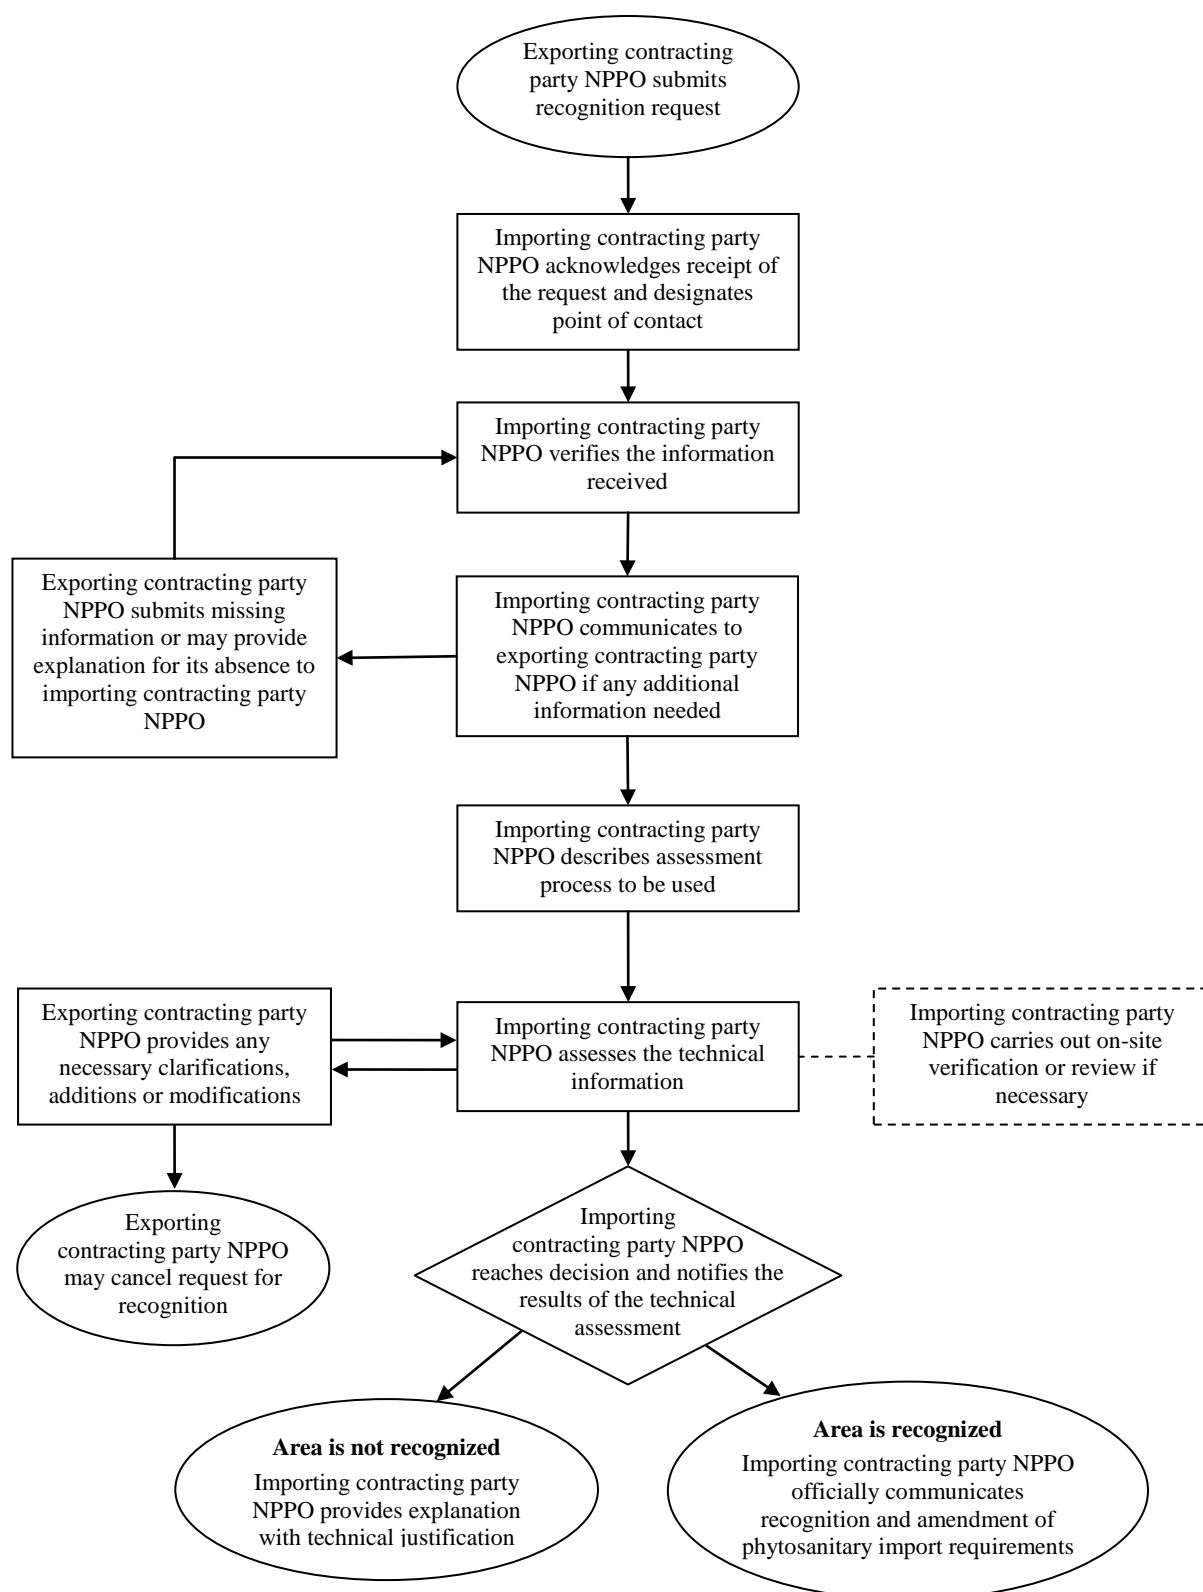 Exporting contracting
party NPPO submits
recognition request
Importing contracting party
NPPO acknowledges receipt of
the request and designates
point of contact
Importing contracting party
NPPO verifies the information
received
Exporting contracting party
NPPO submits missing
information or may provide
explanation for its absence to
importing contracting party
NPPO
Importing contracting party
NPPO communicates to
exporting contracting party
NPPO if any additional
information needed
Importing contracting party
NPPO describes assessment
process to be used
Exporting contracting party
NPPO provides any
necessary clarifications,
additions or modifications
Importing contracting party
NPPO assesses the technical
information
Importing contracting party
NPPO carries out on-site
verification or review if
necessary
Exporting
contracting party NPPO
may cancel request for
recognition
Importing
contracting party NPPO
reaches decision and notifies the
results of the technical
assessment
Area is not recognized
Importing contracting party
NPPO provides explanation
with technical justification
Area is recognized
Importing contracting party NPPO
officially communicates
recognition and amendment of
phytosanitary import requirements